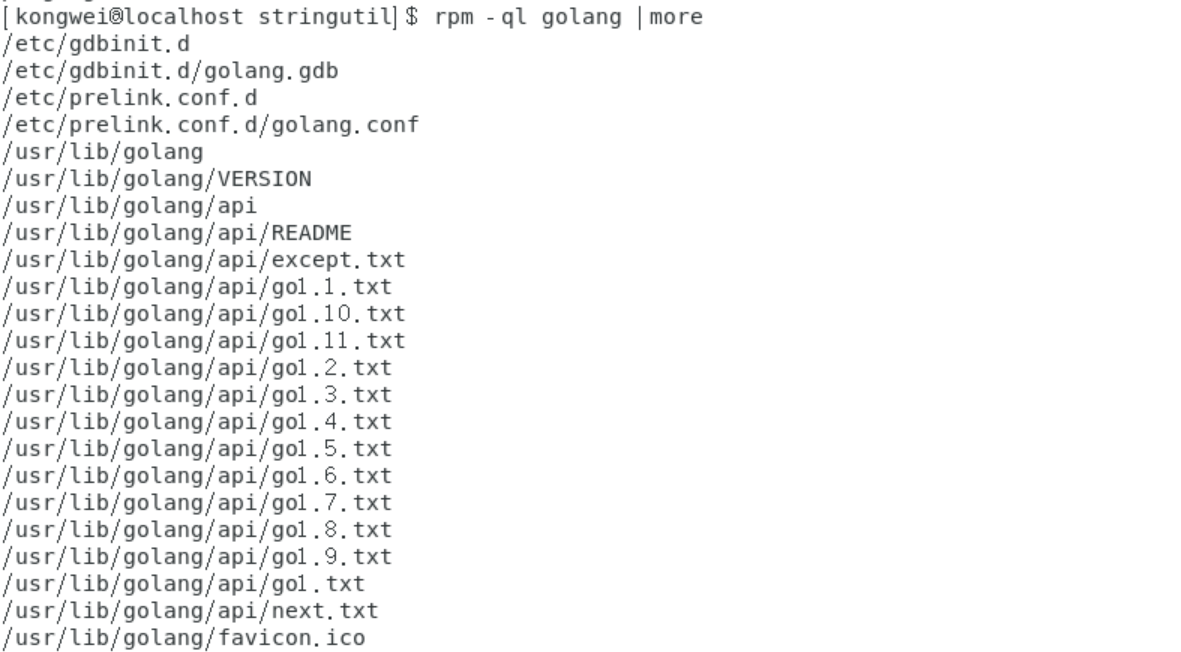 [kongwei@localhost stringutil]$ rpm -ql golang |more
/etc/gdbinit.d
/etc/gdbinit.d/golang.gdb
/etc/prelink.conf.d
/etc/prelink.conf.d/golang.conf
/usr/lib/golang
/usr/lib/golang/VERSION
/usr/lib/golang/api
/usr/lib/golang/api/README
/usr/lib/golang/api/except.txt
/usr/lib/golang/api/go1.1.txt
/usr/lib/golang/api/go1.10.txt
/usr/lib/golang/api/go1.11.txt
/usr/lib/golang/api/go1.2.txt
/usr/lib/golang/api/go1.3.txt
/usr/lib/golang/api/go1.4.txt
/usr/lib/golang/api/go1.5.txt
/usr/lib/golang/api/go1.6.txt
/usr/lib/golang/api/go1.7.txt
/usr/lib/golang/api/go1.8.txt
/usr/lib/golang/api/go1.9.txt
/usr/lib/golang/api/go1.txt
/usr/lib/golang/api/next.txt
/usr/lib/golang/favicon.ico